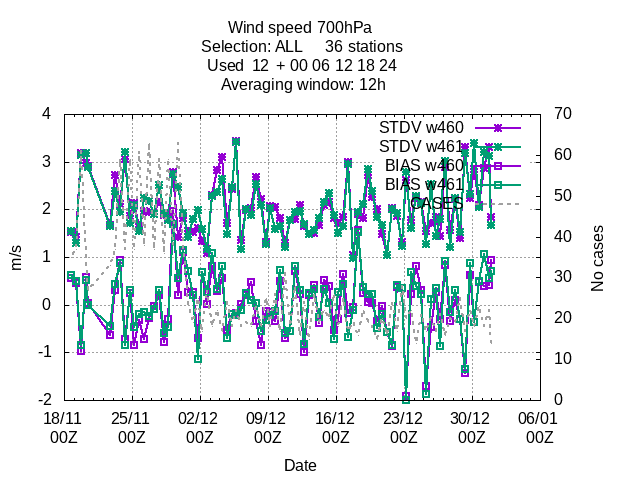 Wind speed 700hPa
Selection: ALL 36 stations
Used 12 + 00 06 12 18 24
Averaging window: 12h
4 70
STDV w460
STDV w461
BIAS w460
BIAS w461
CASES
3 60
2 50
40
1 30
0 20
-1 10
-2 0
m/s
No cases
18/11 25/11 02/12 09/12 16/12 23/12 30/12 06/01
00Z 00Z 00Z 00Z 00Z 00Z 00Z 00Z
Date